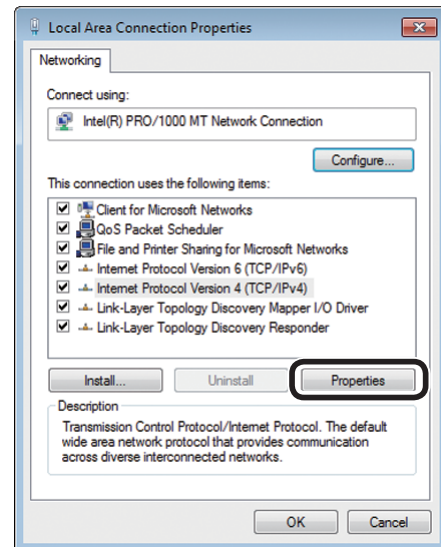 Local Area Connection Properties
Networking
Connect using:
Intel(R) PRO/1000 MT Network Connection
Configure...
This connection uses the following items:
Client for Microsoft Networks
QoS Packet Scheduler
File and Printer Sharing for Microsoft Networks
Internet Protocol Version 6 (TCP/IPv6)
Internet Protocol Version 4 (TCP/IPv4)
Link-Layer Topology Discovery Mapper I/O Driver
Link-Layer Topology Discovery Responder
Install... Uninstall Properties
Description
Transmission Control Protocol/Internet Protocol. The default
wide area network protocol that provides communication
across diverse interconnected networks.
OK Cancel